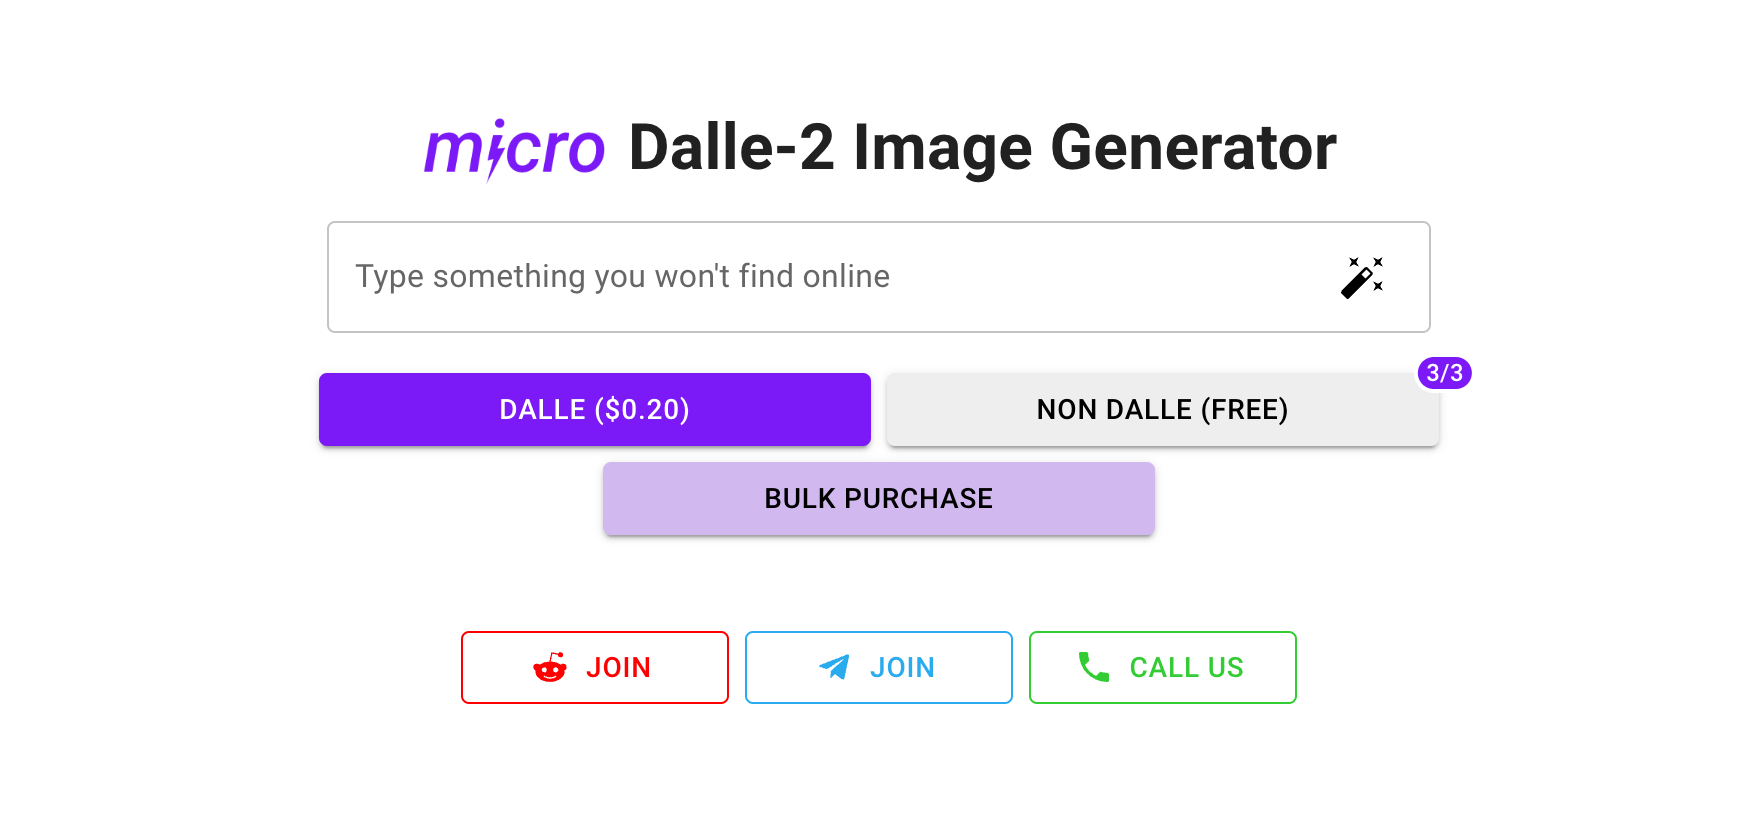 micro Dalle-2 Image Generator
Type something you won't find online
3/3
DALLE ($0.20) NON DALLE (FREE)
BULK PURCHASE
JOIN JOIN CALL US